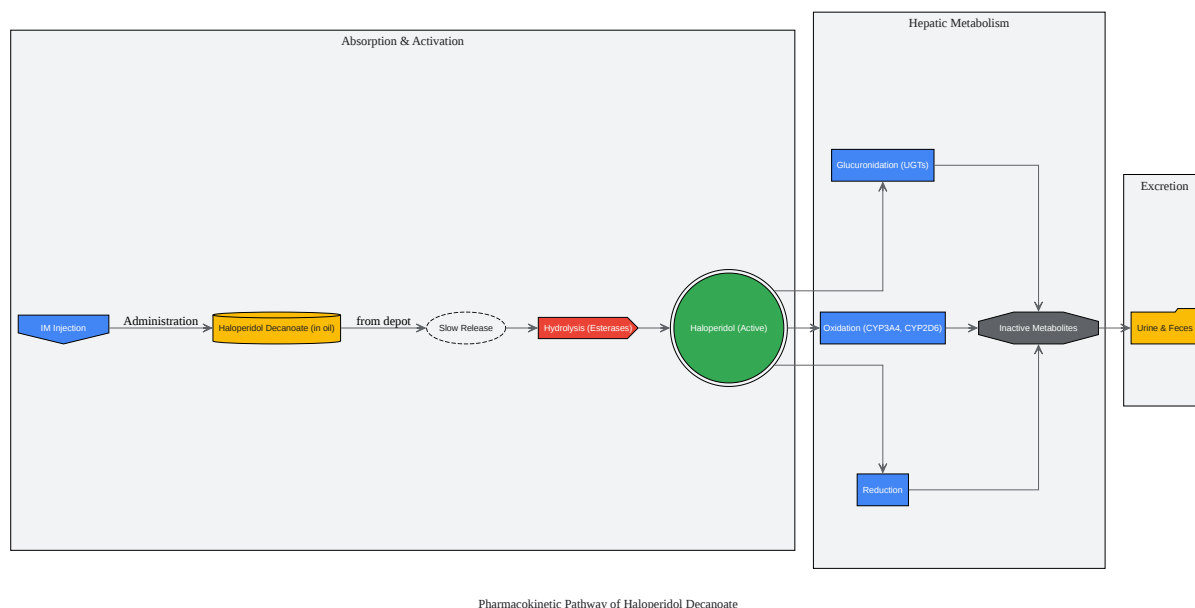 Absorption & Activation
Hepatic Metabolism
Excretion
IM Injection
Administration
Haloperidol Decanoate (in oil)
from depot
Slow Release
Hydrolysis (Esterases)
Haloperidol (Active)
Glucuronidation (UGTs)
Oxidation (CYP3A4, CYP2D6)
Reduction
Inactive Metabolites
Urine & Feces
Pharmacokinetic Pathway of Haloperidol Decanoate